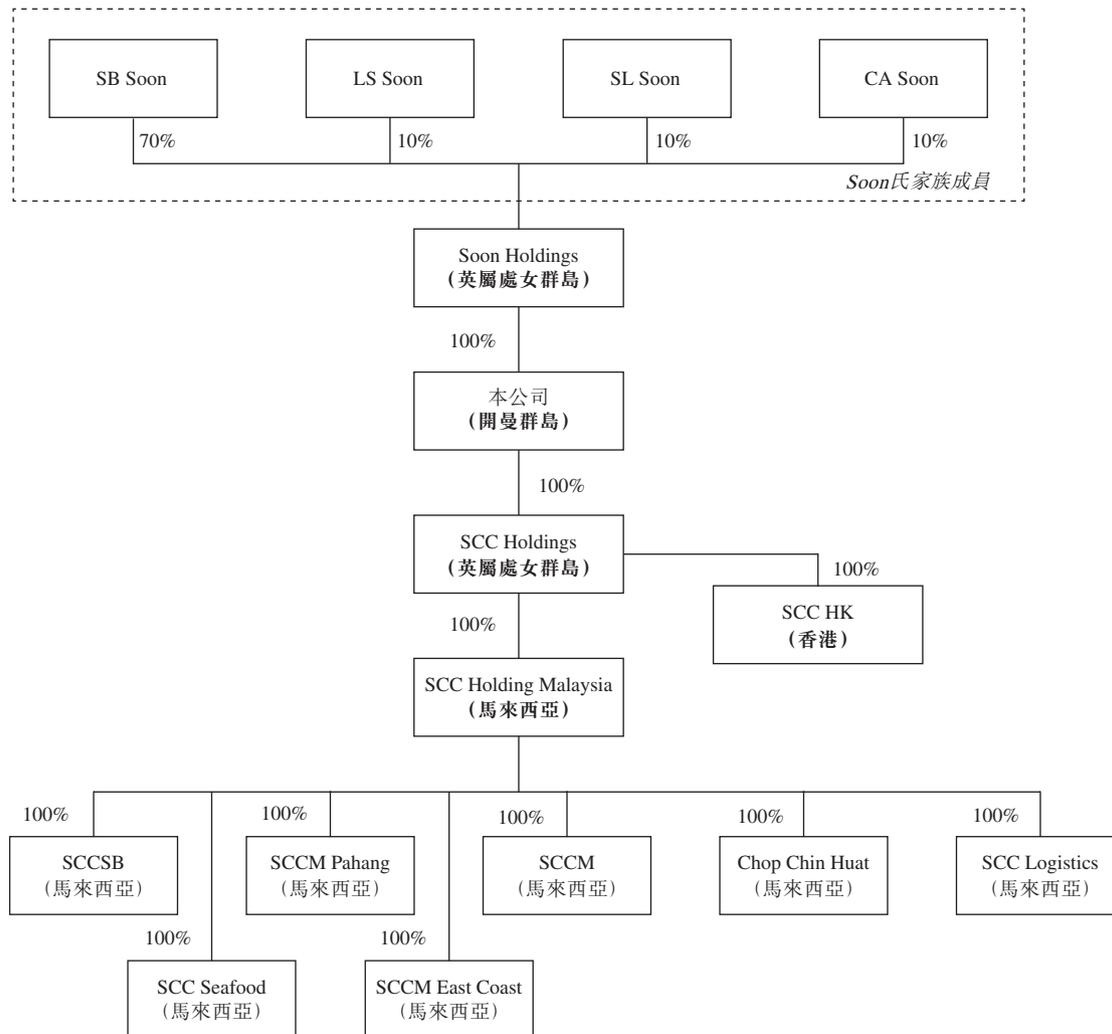 SB Soon
LS Soon
SL Soon
CA Soon
70%
10%
10%
10%
Soon氏家族成員
Soon Holdings
(英屬處女群島)
100%
本公司
(開曼群島)
100%
SCC Holdings
(英屬處女群島)
100%
SCC HK
(香港)
100%
SCC Holding Malaysia
(馬來西亞)
100%
100%
100%
100%
100%
SCCSB
(馬來西亞)
SCCM Pahang
(馬來西亞)
SCCM
(馬來西亞)
Chop Chin Huat
(馬來西亞)
SCC Logistics
(馬來西亞)
100%
100%
SCC Seafood
(馬來西亞)
SCCM East Coast
(馬來西亞)